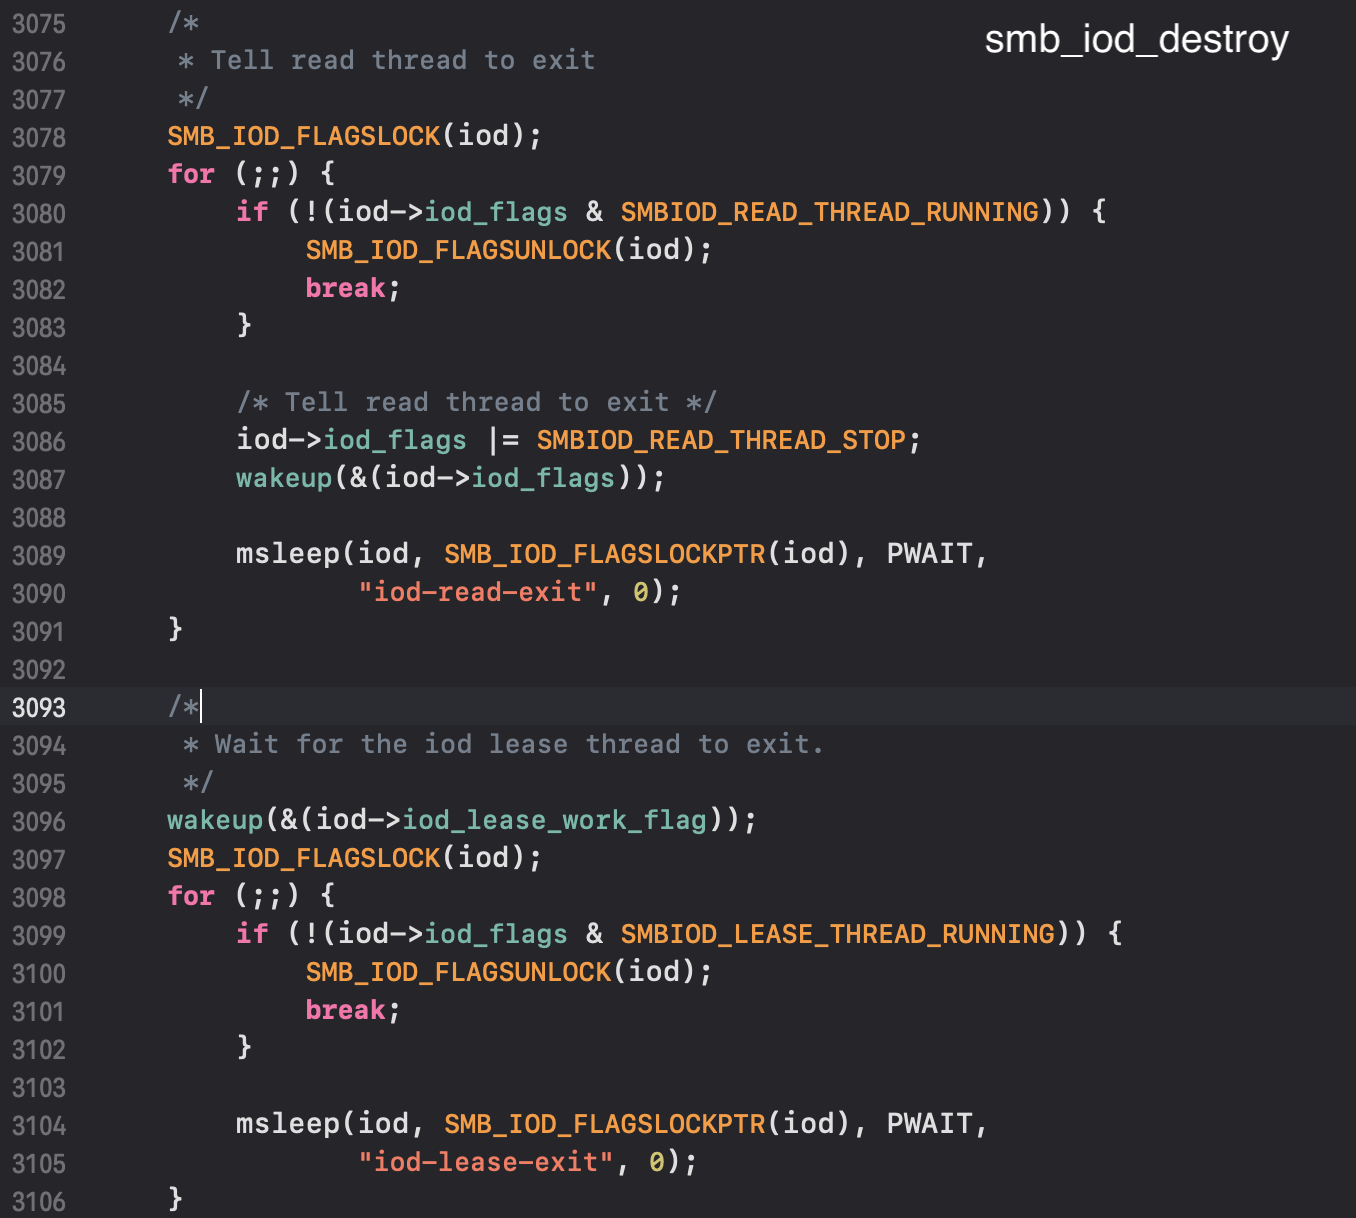 smb_iod_destroy
3075 /*
3076 * Tell read thread to exit
3077 */
3078 SMB_IOD_FLAGSLOCK(iod);
3079 for (;;) {
3080 if (!(iod->iod_flags & SMBIOD_READ_THREAD_RUNNING)) {
3081 SMB_IOD_FLAGSUNLOCK(iod);
3082 break;
3083 }
3084
3085 /* Tell read thread to exit */
3086 iod->iod_flags |= SMBIOD_READ_THREAD_STOP;
3087 wakeup(&(iod->iod_flags));
3088
3089 msleep(iod, SMB_IOD_FLAGSLOCKPTR(iod), PWAIT,
3090 "iod-read-exit", 0);
3091 }
3092
3093 /*
3094 * Wait for the iod lease thread to exit.
3095 */
3096 wakeup(&(iod->iod_lease_work_flag));
3097 SMB_IOD_FLAGSLOCK(iod);
3098 for (;;) {
3099 if (!(iod->iod_flags & SMBIOD_LEASE_THREAD_RUNNING)) {
3100 SMB_IOD_FLAGSUNLOCK(iod);
3101 break;
3102 }
3103
3104 msleep(iod, SMB_IOD_FLAGSLOCKPTR(iod), PWAIT,
3105 "iod-lease-exit", 0);
3106 }